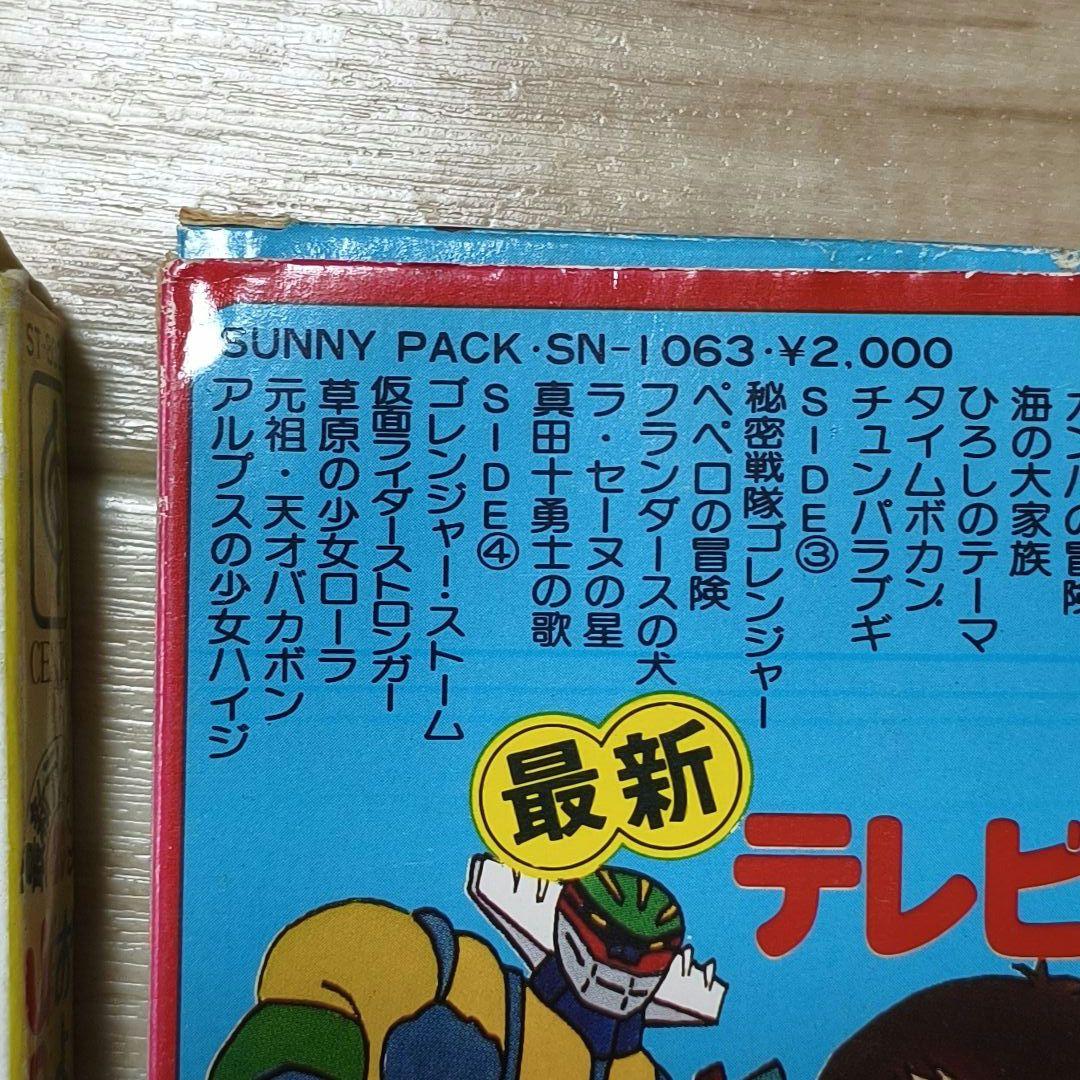 SUNNY PACK・SN-1063・¥2,000
海の大家族
ひろしのテーマ
タイムボカン
チュンパラブギ
SIDE③
秘密戦隊ゴレンジャー
ペペロの冒険
フランダースの犬
ラ・セーヌの星
真田十勇士の歌
SIDE④
ゴレンジャー・ストーム
仮面ライダーストロンガー
草原の少女ローラ
元祖・天オバカボン
アルプスの少女ハイジ
最新
テレビ